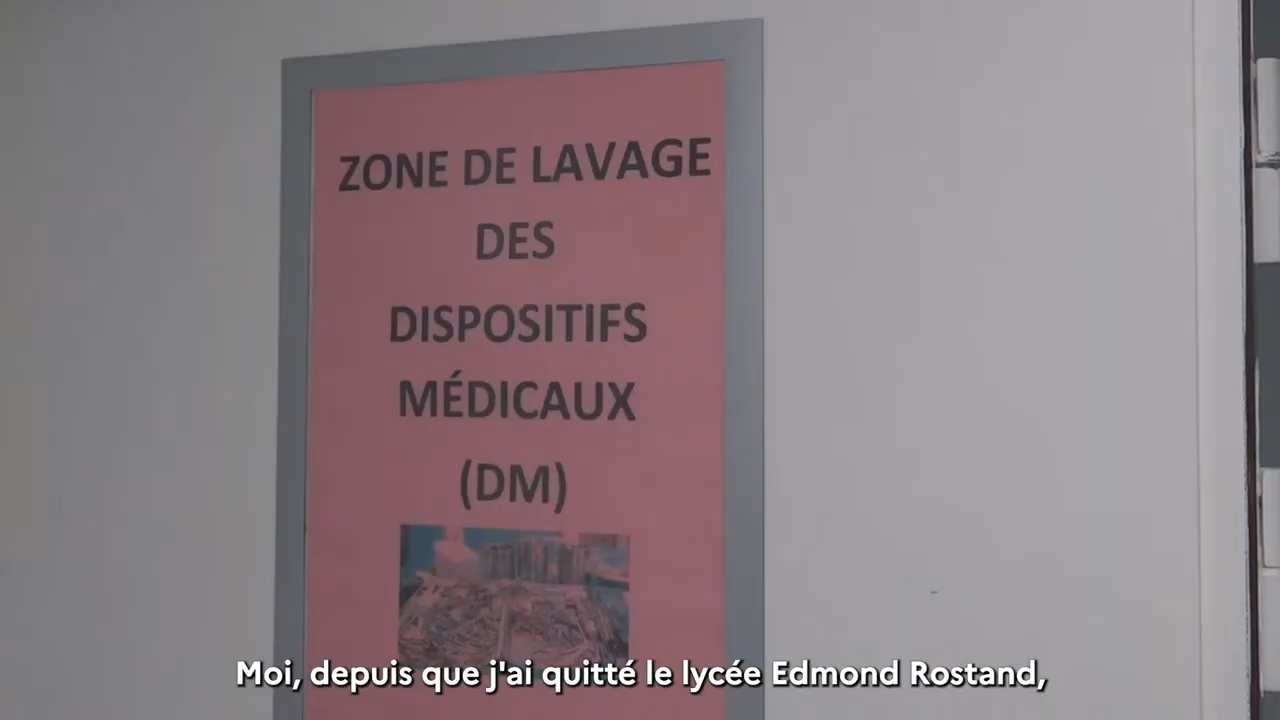 ZONE DE LAVAGE
DES
DISPOSITIFS
MÉDICAUX
(DM)
Moi, depuis que j'ai quitté le lycée Edmond Rostand,